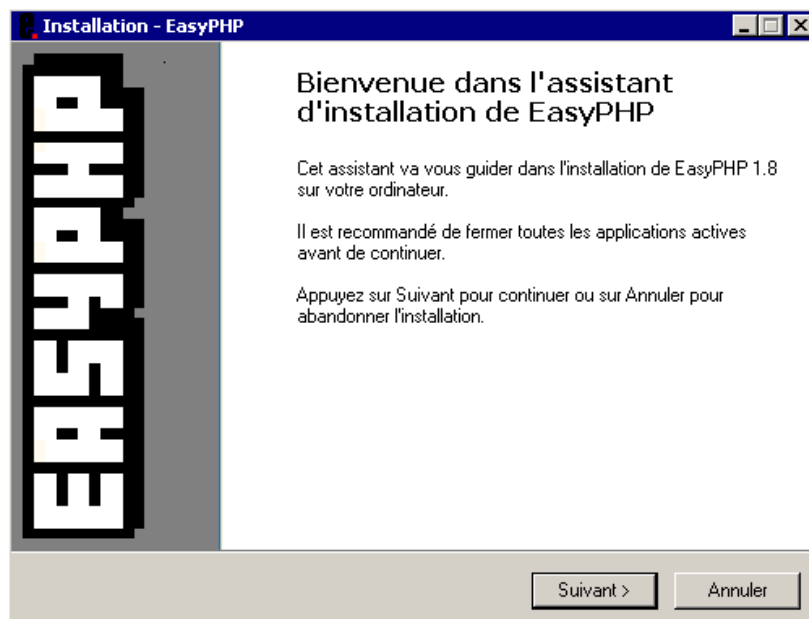 Installation - EasyPHP
EASYPHP
Bienvenue dans l'assistant
d'installation de EasyPHP
Cet assistant va vous guider dans l'installation de EasyPHP 1.8
sur votre ordinateur.
Il est recommandé de fermer toutes les applications actives
avant de continuer.
Appuyez sur Suivant pour continuer ou sur Annuler pour
abandonner l'installation.
Suivant >
Annuler